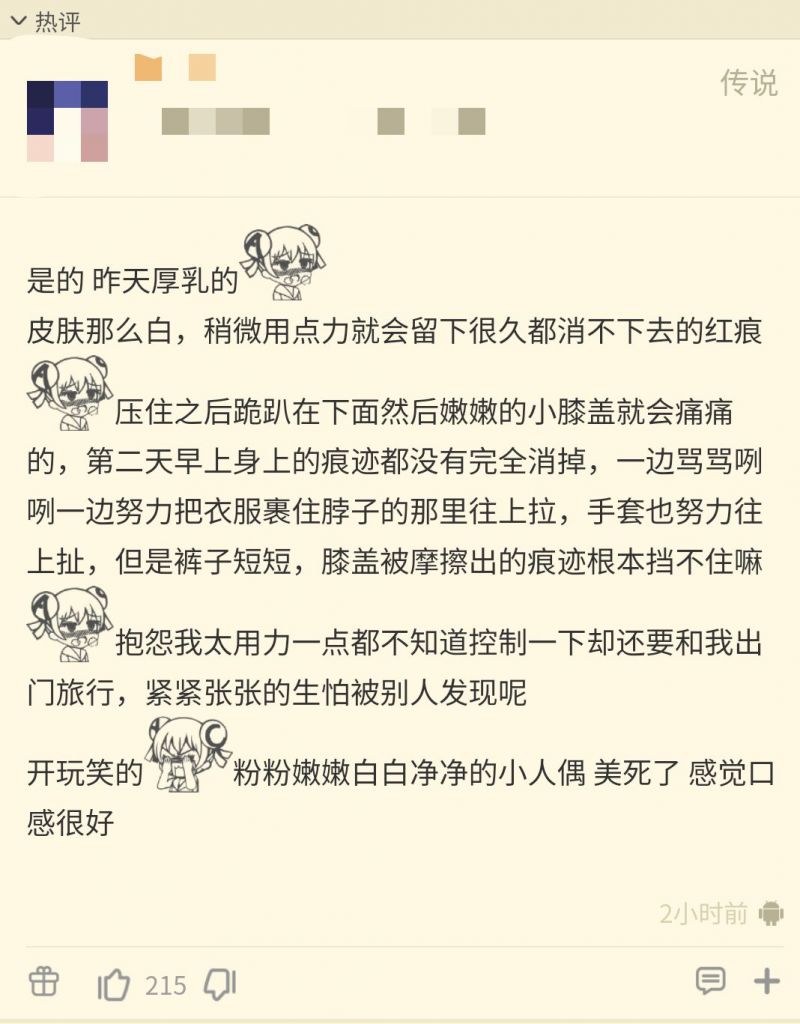 热评
传说
是的 昨天厚乳的
皮肤那么白，稍微用点力就会留下很久都消不下去的红痕
压住之后跪趴在下面然后嫩嫩的小膝盖就会痛痛
的，第二天早上身上的痕迹都没有完全消掉，一边骂骂咧
咧一边努力把衣服裹住脖子的那里往上拉，手套也努力往
上扯，但是裤子短短，膝盖被摩擦出的痕迹根本挡不住嘛
抱怨我太用力一点都不知道控制一下却还要和我出
门旅行，紧紧张张的生怕被别人发现呢
开玩笑的 粉粉嫩嫩白白净净的小人偶 美死了 感觉口
感很好
2小时前
215